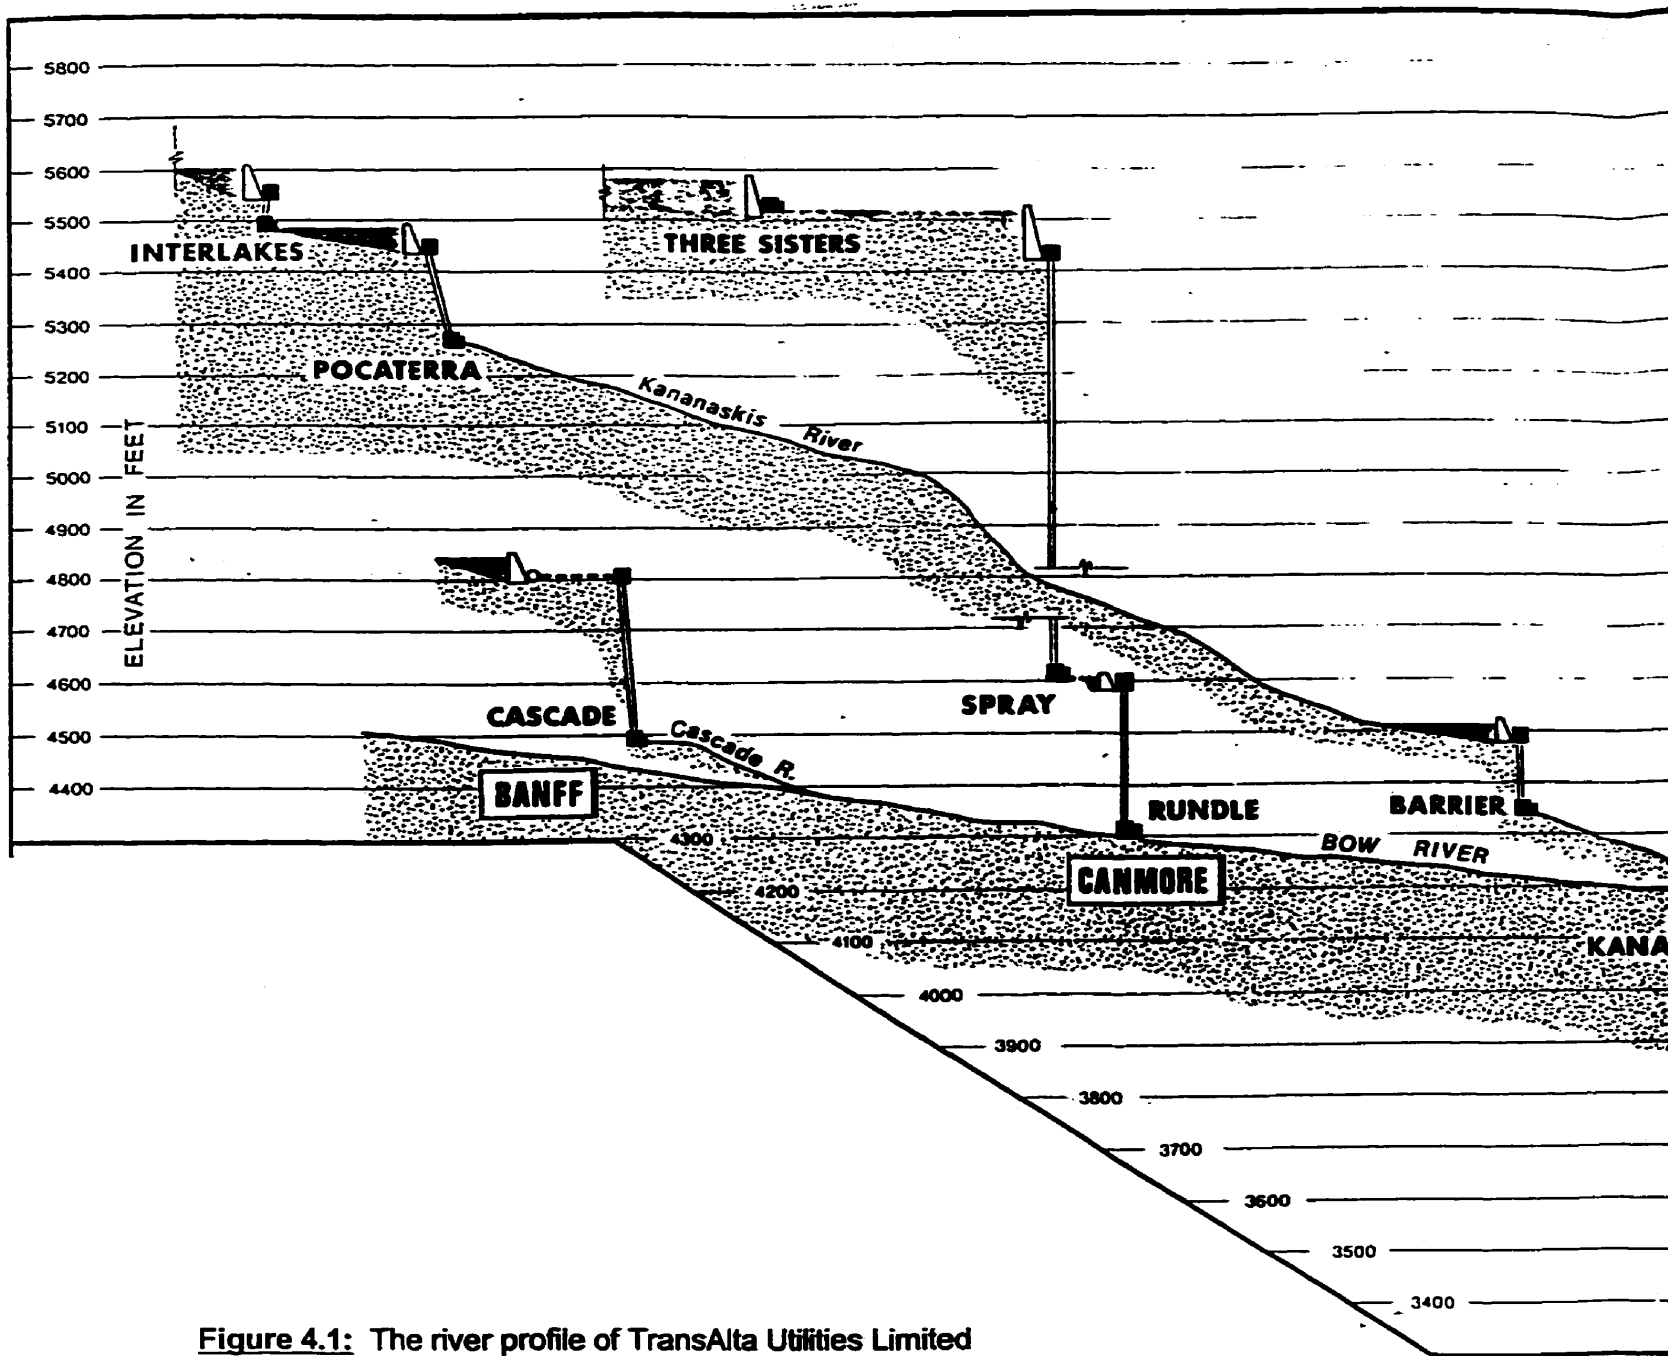 5800
5700
5600
5500
5400
5300
5200
5100
5000
4900
4800
4700
4600
4500
4400
ELEVATION IN FEET
INTERLAKES
THREE SISTERS
POCATERRA
Kananaskis River
SPRAY
CASCADE
Cascade R.
BANFF
RUNDLE
BARRIER
BOW RIVER
CANMORE
KANA
4300
4200
4100
4000
3900
3800
3700
3600
3500
3400
Figure 4.1: The river profile of TransAlta Utilities Limited